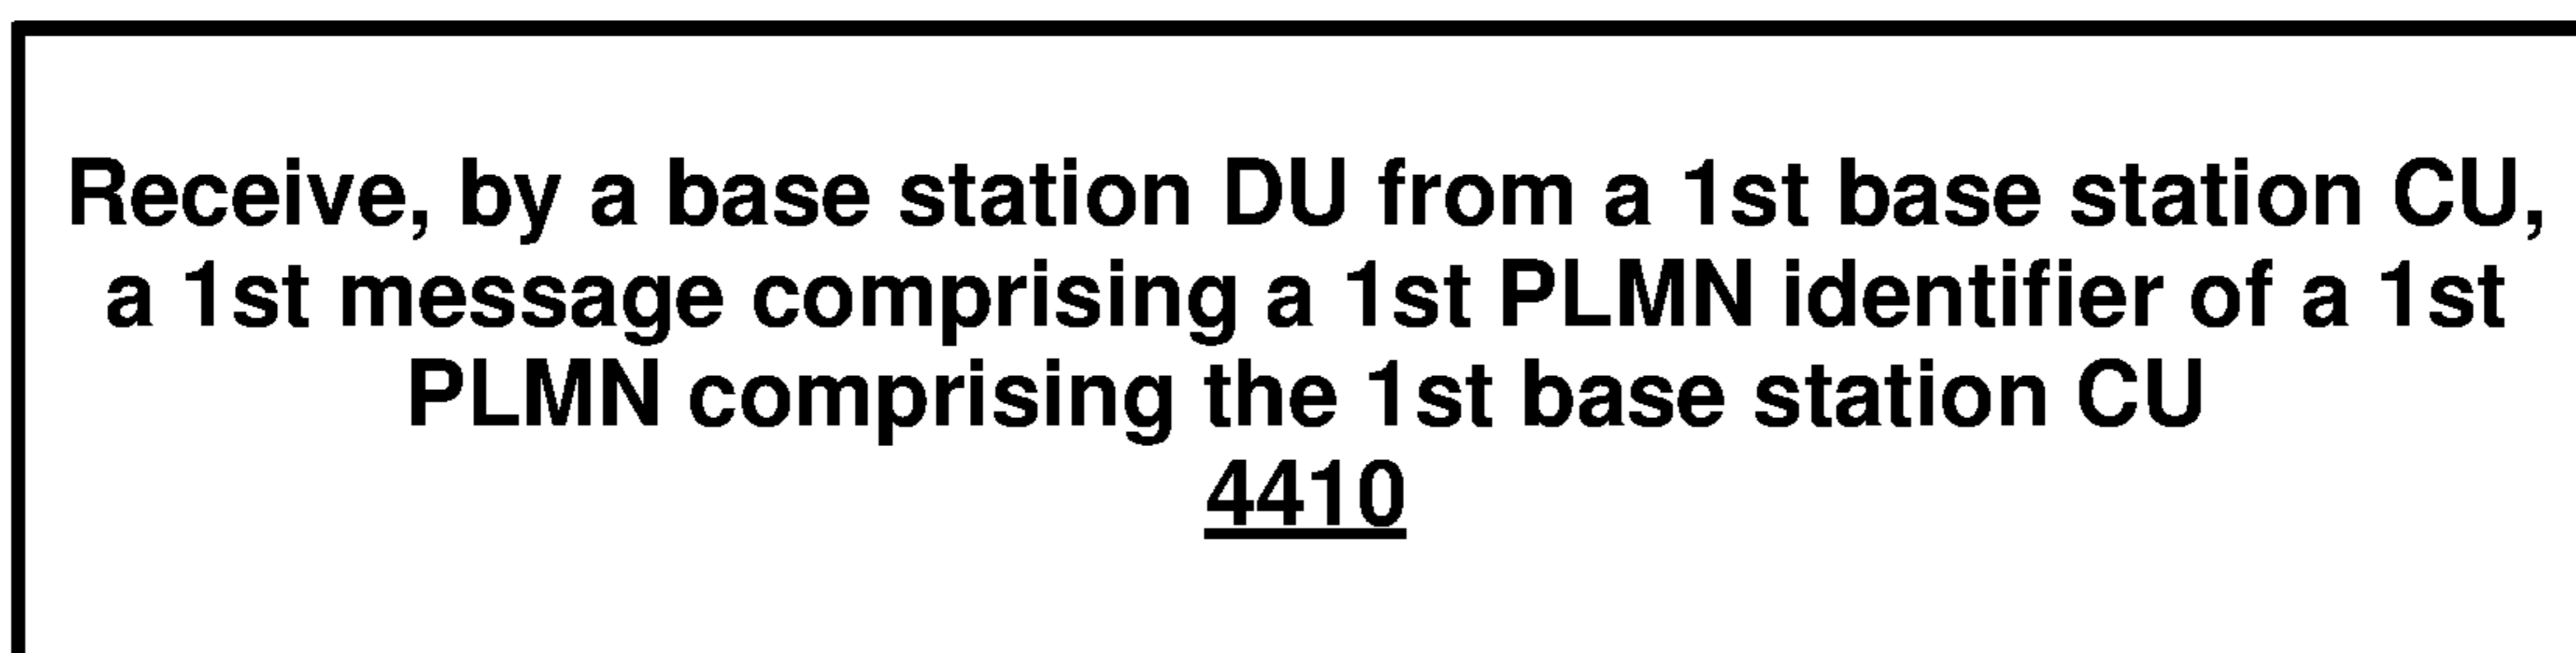 Receive, by a base station DU from a 1st base station CU,
a 1st message comprising a 1st PLMN identifier of a 1st
PLMN comprising the 1st base station CU
4410